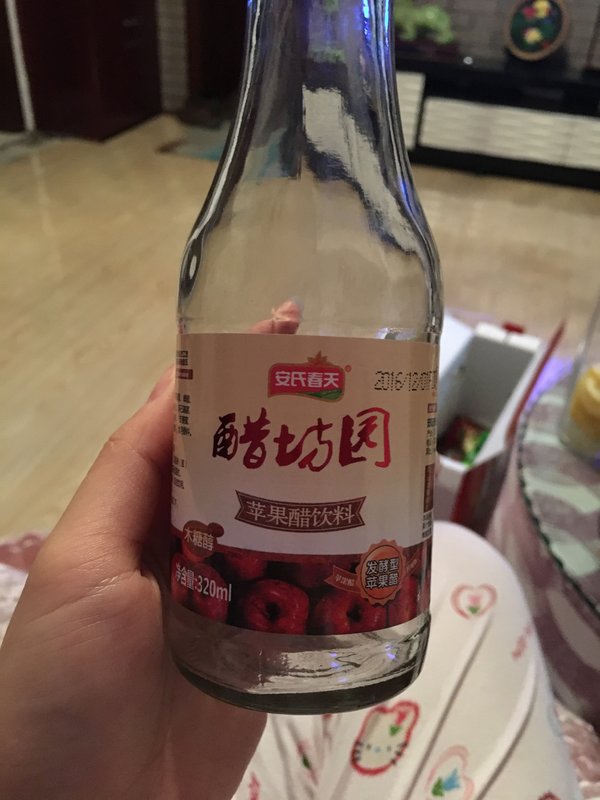 安氏春天
2016/12/0
醋坊园
苹果醋饮料
木糖醇
净含量:320ml
发酵型
苹果醋